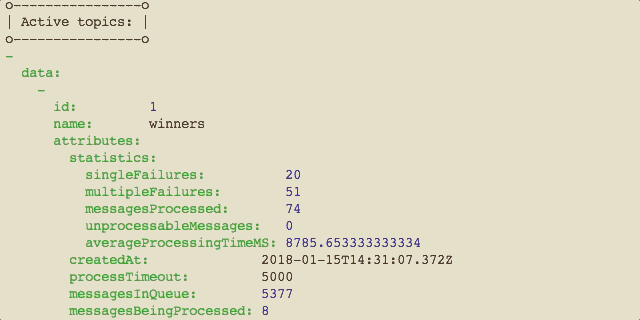 o----------------o
| Active topics: |
o----------------o
-
  data:
    -
      id:         1
      name:       winners
      attributes:
        statistics:
          singleFailures:        20
          multipleFailures:      51
          messagesProcessed:     74
          unprocessableMessages:   0
          averageProcessingTimeMS: 8785.653333333334
        createdAt:              2018-01-15T14:31:07.372Z
        processTimeout:         5000
        messagesInQueue:        5377
        messagesBeingProcessed: 8